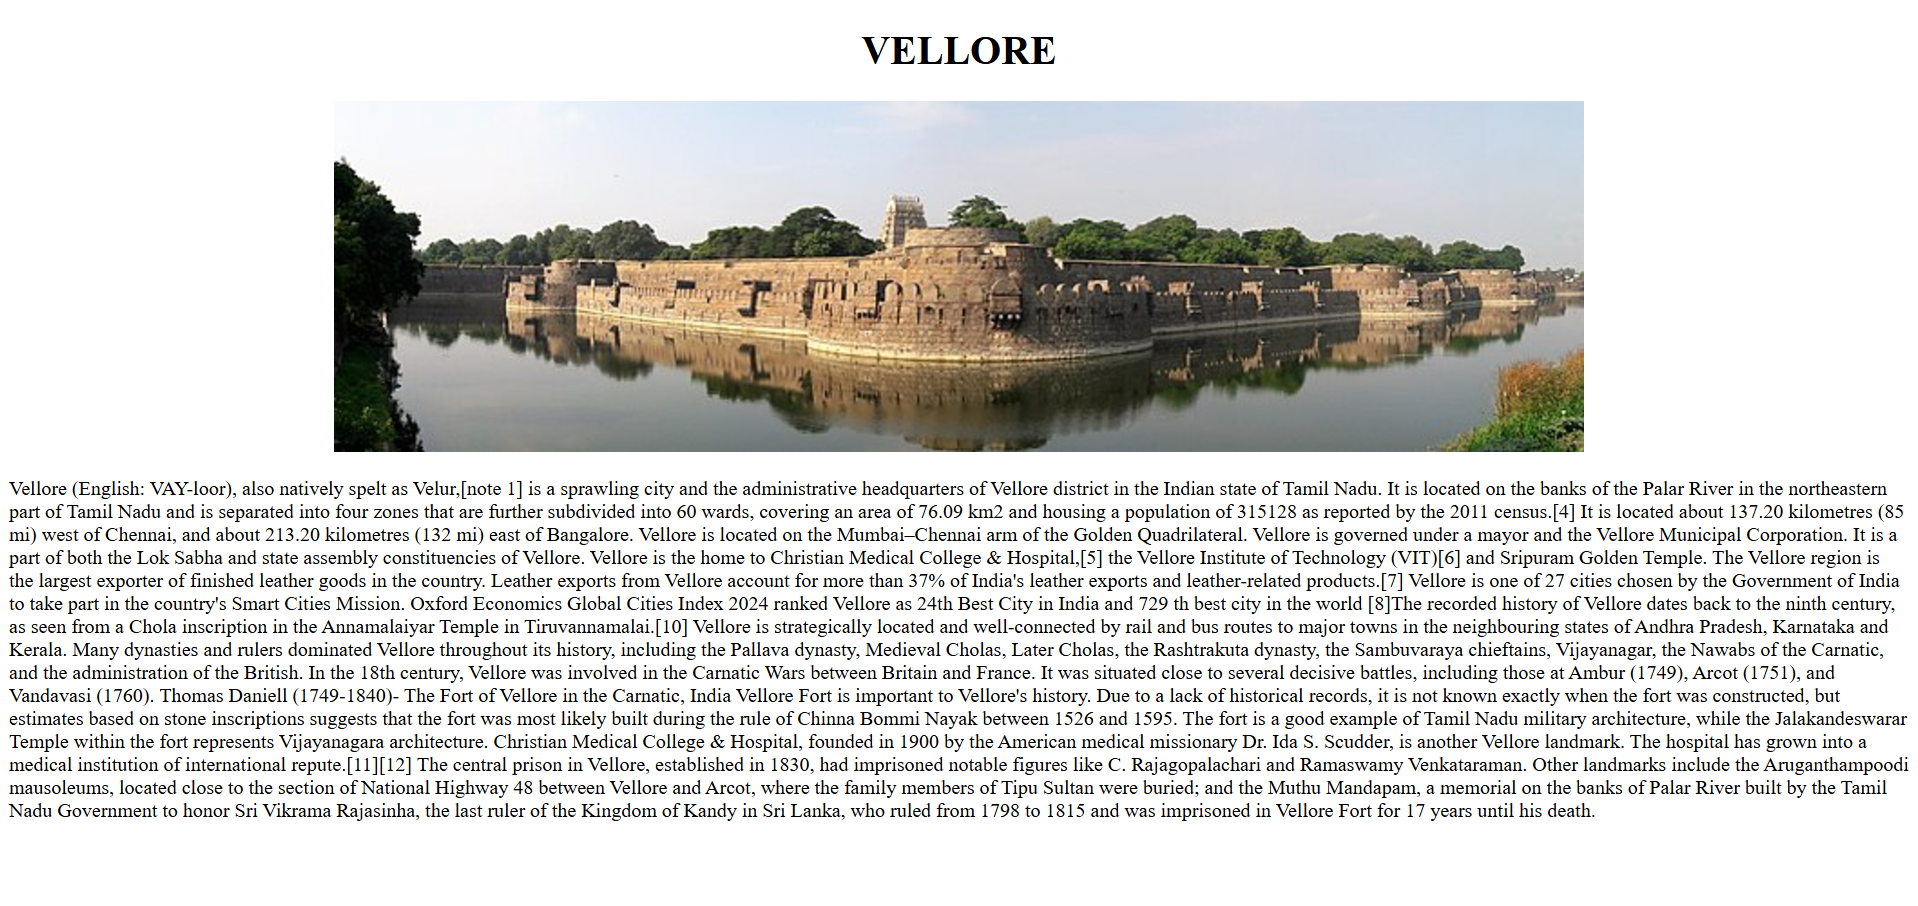 VELLORE
Vellore (English: VAY-loor), also natively spelt as Velur,[note 1] is a sprawling city and the administrative headquarters of Vellore district in the Indian state of Tamil Nadu. It is located on the banks of the Palar River in the northeastern
part of Tamil Nadu and is separated into four zones that are further subdivided into 60 wards, covering an area of 76.09 km2 and housing a population of 315128 as reported by the 2011 census.[4] It is located about 137.20 kilometres (85
mi) west of Chennai, and about 213.20 kilometres (132 mi) east of Bangalore. Vellore is located on the Mumbai–Chennai arm of the Golden Quadrilateral. Vellore is governed under a mayor and the Vellore Municipal Corporation. It is a
part of both the Lok Sabha and state assembly constituencies of Vellore. Vellore is the home to Christian Medical College & Hospital,[5] the Vellore Institute of Technology (VIT)[6] and Sripuram Golden Temple. The Vellore region is
the largest exporter of finished leather goods in the country. Leather exports from Vellore account for more than 37% of India's leather exports and leather-related products.[7] Vellore is one of 27 cities chosen by the Government of India
to take part in the country's Smart Cities Mission. Oxford Economics Global Cities Index 2024 ranked Vellore as 24th Best City in India and 729 th best city in the world [8]The recorded history of Vellore dates back to the ninth century,
as seen from a Chola inscription in the Annamalaiyar Temple in Tiruvannamalai.[10] Vellore is strategically located and well-connected by rail and bus routes to major towns in the neighbouring states of Andhra Pradesh, Karnataka and
Kerala. Many dynasties and rulers dominated Vellore throughout its history, including the Pallava dynasty, Medieval Cholas, Later Cholas, the Rashtrakuta dynasty, the Sambuvaraya chieftains, Vijayanagar, the Nawabs of the Carnatic,
and the administration of the British. In the 18th century, Vellore was involved in the Carnatic Wars between Britain and France. It was situated close to several decisive battles, including those at Ambur (1749), Arcot (1751), and
Vandavasi (1760). Thomas Daniell (1749-1840)- The Fort of Vellore in the Carnatic, India Vellore Fort is important to Vellore's history. Due to a lack of historical records, it is not known exactly when the fort was constructed, but
estimates based on stone inscriptions suggests that the fort was most likely built during the rule of Chinna Bommi Nayak between 1526 and 1595. The fort is a good example of Tamil Nadu military architecture, while the Jalakandeswarar
Temple within the fort represents Vijayanagara architecture. Christian Medical College & Hospital, founded in 1900 by the American medical missionary Dr. Ida S. Scudder, is another Vellore landmark. The hospital has grown into a
medical institution of international repute.[11][12] The central prison in Vellore, established in 1830, had imprisoned notable figures like C. Rajagopalachari and Ramaswamy Venkataraman. Other landmarks include the Aruganthampoodi
mausoleums, located close to the section of National Highway 48 between Vellore and Arcot, where the family members of Tipu Sultan were buried; and the Muthu Mandapam, a memorial on the banks of Palar River built by the Tamil
Nadu Government to honor Sri Vikrama Rajasinha, the last ruler of the Kingdom of Kandy in Sri Lanka, who ruled from 1798 to 1815 and was imprisoned in Vellore Fort for 17 years until his death.